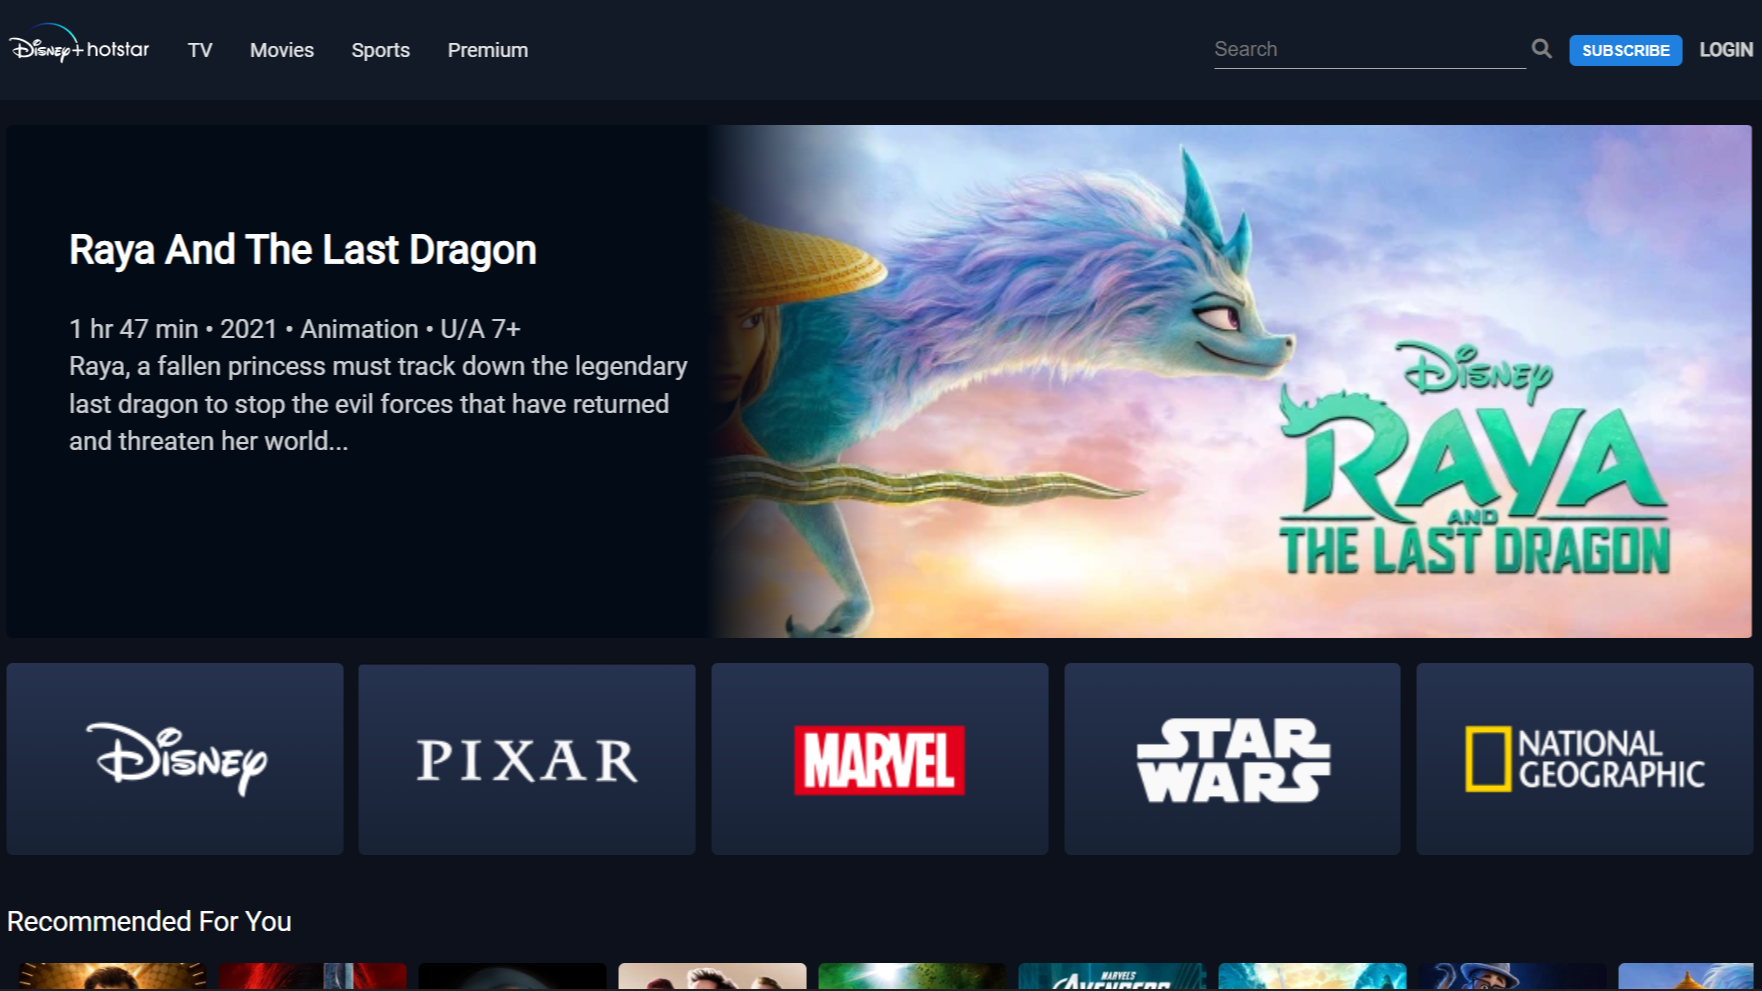 Disney+ hotstar
TV
Movies
Sports
Premium
Search
SUBSCRIBE
LOGIN
Raya And The Last Dragon
1 hr 47 min • 2021 • Animation • U/A 7+
Raya, a fallen princess must track down the legendary
last dragon to stop the evil forces that have returned
and threaten her world...
DISNEY
RAYA
AND
THE LAST DRAGON
DISNEY
PIXAR
MARVEL
STAR
WARS
NATIONAL
GEOGRAPHIC
Recommended For You
MARVELS
AVENGERS